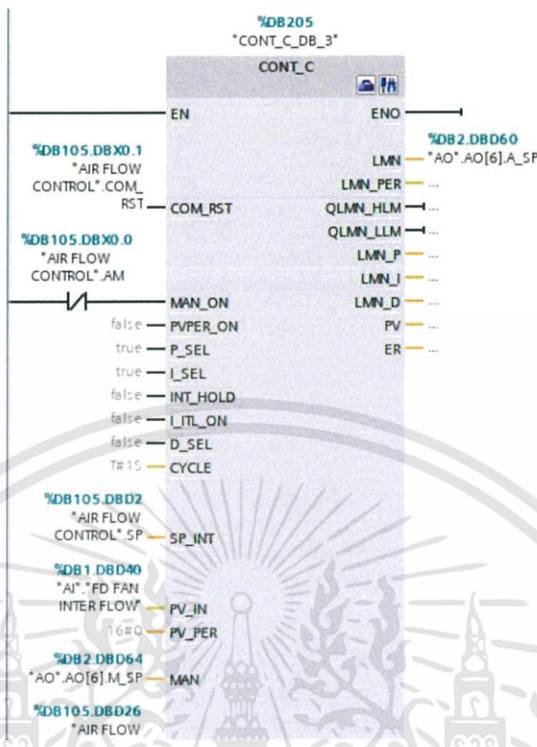 %DB205
"CONT_C_DB_3"
CONT_C
EN ENO
%DB105.DBX0.1
"AIR FLOW
CONTROL".COM_
RST COM_RST
%DB2.DBD60
LMN "AO".AO[6].A_SP
LMN_PER ...
QLMN_HLM ...
QLMN_LLM ...
LMN_P ...
LMN_I ...
LMN_D ...
PV ...
ER ...
%DB105.DBX0.0
"AIR FLOW
CONTROL".AM
MAN_ON
false PVPER_ON
true P_SEL
true I_SEL
false INT_HOLD
false I_ITL_ON
false D_SEL
T#1S CYCLE
%DB105.DBD2
"AIR FLOW
CONTROL".SP SP_INT
%DB1.DBD40
"AI"."FD FAN
INTER FLOW" PV_IN
16#0 PV_PER
%DB2.DBD64
"AO".AO[6].M_SP MAN
%DB105.DBD26
"AIR FLOW